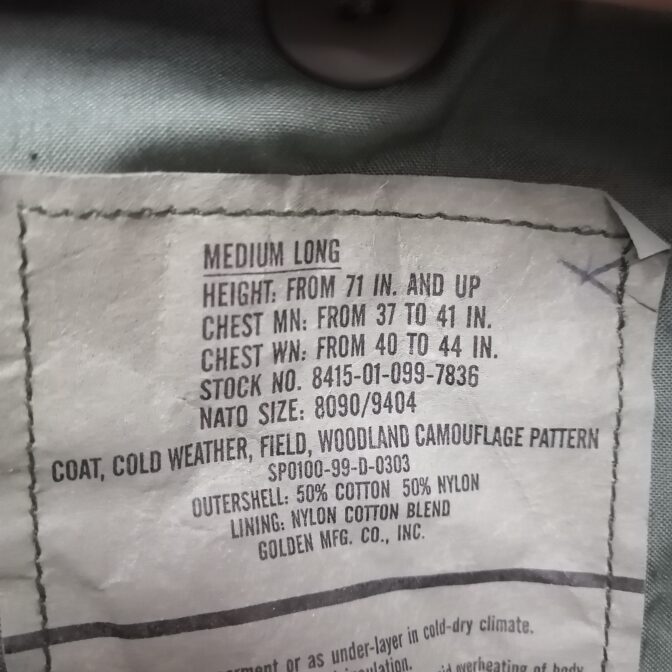 MEDIUM LONG
HEIGHT: FROM 71 IN. AND UP
CHEST MN: FROM 37 TO 41 IN.
CHEST WN: FROM 40 TO 44 IN.
STOCK NO. 8415-01-099-7836
NATO SIZE: 8090/9404
COAT, COLD WEATHER, FIELD, WOODLAND CAMOUFLAGE PATTERN
SP0100-99-D-0303
OUTERSHELL: 50% COTTON 50% NYLON
LINING: NYLON COTTON BLEND
GOLDEN MFG. CO., INC.
or as under-layer in cold-dry climate.
overheating of body